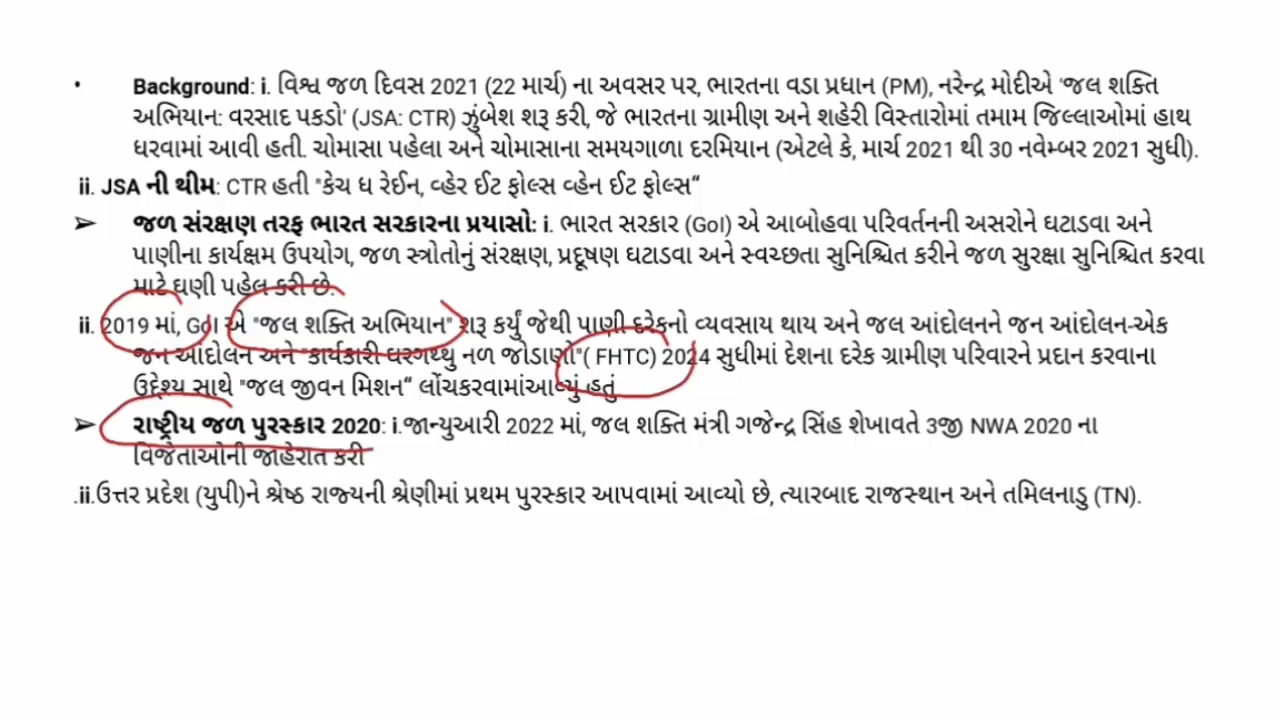 • Background: i. વિશ્વ જળ દિવસ 2021 (22 માર્ચ) ના અવસર પર, ભારતના વડા પ્રધાન (PM), નરેન્દ્ર મોદીએ 'જલ શક્તિ
અભિયાન: વરસાદ પકડો' (JSA: CTR) ઝુંબેશ શરૂ કરી, જે ભારતના ગ્રામીણ અને શહેરી વિસ્તારોમાં તમામ જિલ્લાઓમાં હાથ
ધરવામાં આવી હતી. ચોમાસા પહેલા અને ચોમાસાના સમયગાળા દરમિયાન (એટલે કે, માર્ચ 2021 થી 30 નવેમ્બર 2021 સુધી).
ii. JSA ની થીમ: CTR હતી "કેચ ધ રેઈન, વ્હેર ઈટ ફોલ્સ વ્હેન ઈટ ફોલ્સ“
➢ જળ સંરક્ષણ તરફ ભારત સરકારના પ્રયાસો: i. ભારત સરકાર (GoI) એ આબોહવા પરિવર્તનની અસરોને ઘટાડવા અને
પાણીના કાર્યક્ષમ ઉપયોગ, જળ સ્ત્રોતોનું સંરક્ષણ, પ્રદૂષણ ઘટાડવા અને સ્વચ્છતા સુનિશ્ચિત કરીને જળ સુરક્ષા સુનિશ્ચિત કરવા
માટે ઘણી પહેલ કરી છે.
ii. 2019 માં, GoI એ "જલ શક્તિ અભિયાન" શરૂ કર્યું જેથી પાણી દરેકનો વ્યવસાય થાય અને જલ આંદોલનને જન આંદોલન-એક
જન આંદોલન અને "કાર્યકારી ઘરગથ્થુ નળ જોડાણો"( FHTC) 2024 સુધીમાં દેશના દરેક ગ્રામીણ પરિવારને પ્રદાન કરવાના
ઉદ્દેશ્ય સાથે "જલ જીવન મિશન“ લોંચકરવામાંઆવ્યું હતું
➢ રાષ્ટ્રીય જળ પુરસ્કાર 2020: i.જાન્યુઆરી 2022 માં, જલ શક્તિ મંત્રી ગજેન્દ્ર સિંહ શેખાવતે 3જી NWA 2020 ના
વિજેતાઓની જાહેરાત કરી
.ii.ઉત્તર પ્રદેશ (યુપી)ને શ્રેષ્ઠ રાજ્યની શ્રેણીમાં પ્રથમ પુરસ્કાર આપવામાં આવ્યો છે, ત્યારબાદ રાજસ્થાન અને તમિલનાડુ (TN).